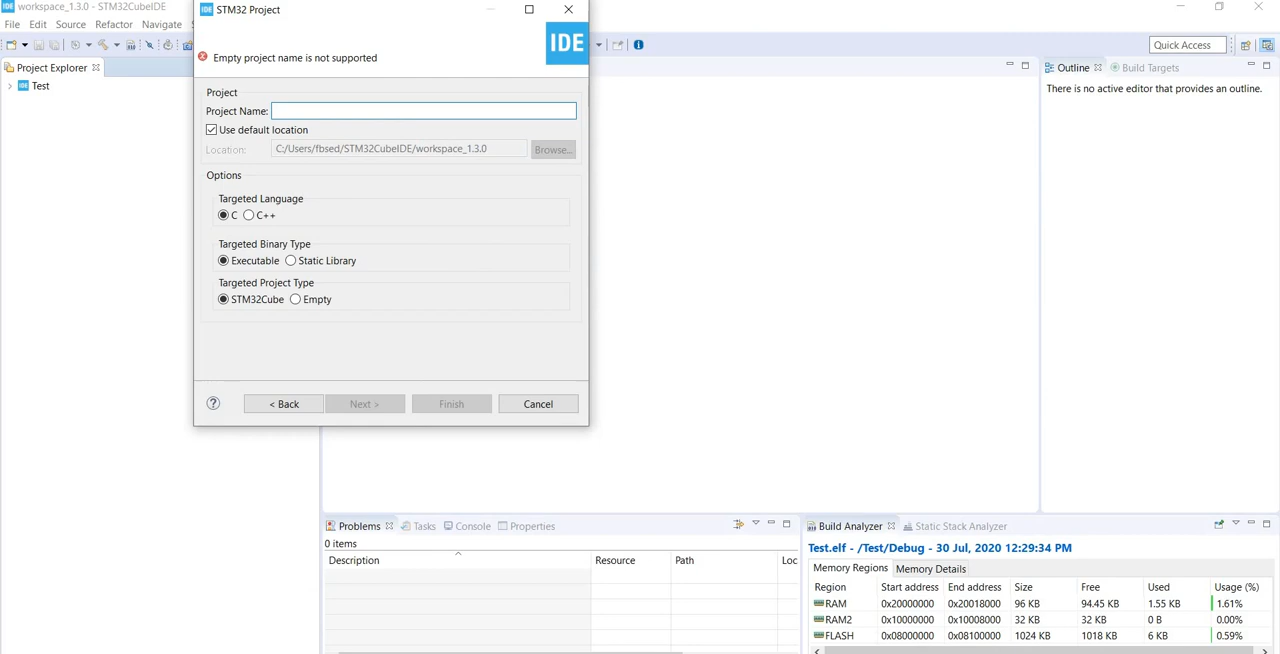 IDE workspace_1.3.0 - STM32CubeIDE
File Edit Source Refactor Navigate
Quick Access
Project Explorer
IDE Test
IDE STM32 Project
Empty project name is not supported
IDE
Project
Project Name:
Use default location
Location: C:/Users/fbsed/STM32CubeIDE/workspace_1.3.0 Browse...
Options
Targeted Language
C C++
Targeted Binary Type
Executable Static Library
Targeted Project Type
STM32Cube Empty
? < Back Next > Finish Cancel
Outline Build Targets
There is no active editor that provides an outline.
Problems Tasks Console Properties
0 items
Description Resource Path Loc
Build Analyzer Static Stack Analyzer
Test.elf - /Test/Debug - 30 Jul, 2020 12:29:34 PM
Memory Regions Memory Details
Region Start address End address Size Free Used Usage (%)
RAM 0x20000000 0x20018000 96 KB 94.45 KB 1.55 KB 1.61%
RAM2 0x10000000 0x10008000 32 KB 32 KB 0 B 0.00%
FLASH 0x08000000 0x08100000 1024 KB 1018 KB 6 KB 0.59%